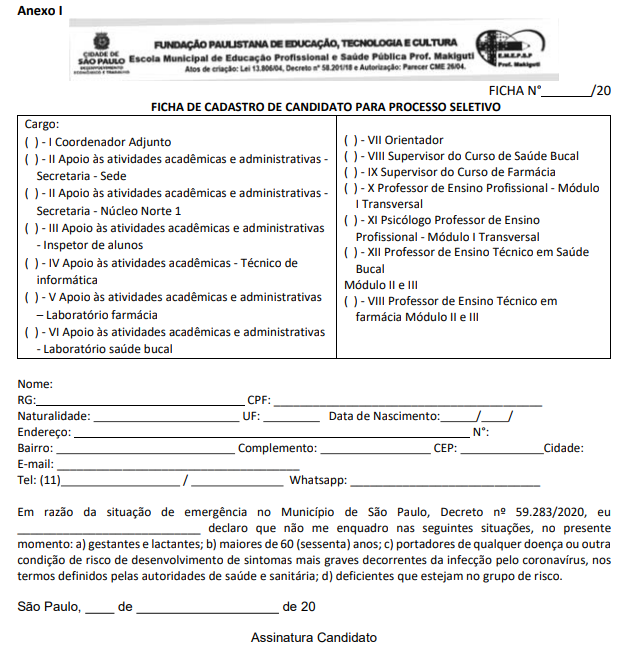 Anexo I
CIDADE DE
SÃO PAULO
DESENVOLVIMENTO
ECONÔMICO E TRABALHO
FUNDAÇÃO PAULISTANA DE EDUCAÇÃO, TECNOLOGIA E CULTURA
Escola Municipal de Educação Profissional e Saúde Pública Prof. Makiguti
Atos de criação: Lei 13.806/04, Decreto nº 58.201/18 e Autorização: Parecer CME 26/04.
E.M.E.P.S.P
Prof. Makiguti
FICHA N°_______/20
FICHA DE CADASTRO DE CANDIDATO PARA PROCESSO SELETIVO
Cargo:
( ) - I Coordenador Adjunto
( ) - II Apoio às atividades acadêmicas e administrativas -
Secretaria - Sede
( ) - II Apoio às atividades acadêmicas e administrativas -
Secretaria - Núcleo Norte 1
( ) - III Apoio às atividades acadêmicas e administrativas
- Inspetor de alunos
( ) - IV Apoio às atividades acadêmicas - Técnico de
informática
( ) - V Apoio às atividades acadêmicas e administrativas
– Laboratório farmácia
( ) - VI Apoio às atividades acadêmicas e administrativas
- Laboratório saúde bucal
( ) - VII Orientador
( ) - VIII Supervisor do Curso de Saúde Bucal
( ) - IX Supervisor do Curso de Farmácia
( ) - X Professor de Ensino Profissional - Módulo
I Transversal
( ) - XI Psicólogo Professor de Ensino
Profissional - Módulo I Transversal
( ) - XII Professor de Ensino Técnico em Saúde
Bucal
Módulo II e III
( ) - VIII Professor de Ensino Técnico em
farmácia Módulo II e III
Nome:
RG:______________________________ CPF: ______________________________________
Naturalidade: _____________________ UF: ________ Data de Nascimento:_____/____/
Endereço: ________________________________________________________ N°:
Bairro: _________________________ Complemento: ________________ CEP: ____________Cidade:
E-mail: ___________________________________
Tel: (11)_________________ / _____________ Whatsapp: ___________________________
Em razão da situação de emergência no Município de São Paulo, Decreto nº 59.283/2020, eu
__________________________ declaro que não me enquadro nas seguintes situações, no presente
momento: a) gestantes e lactantes; b) maiores de 60 (sessenta) anos; c) portadores de qualquer doença ou outra
condição de risco de desenvolvimento de sintomas mais graves decorrentes da infecção pelo coronavírus, nos
termos definidos pelas autoridades de saúde e sanitária; d) deficientes que estejam no grupo de risco.
São Paulo, ____ de ___________________ de 20
Assinatura Candidato